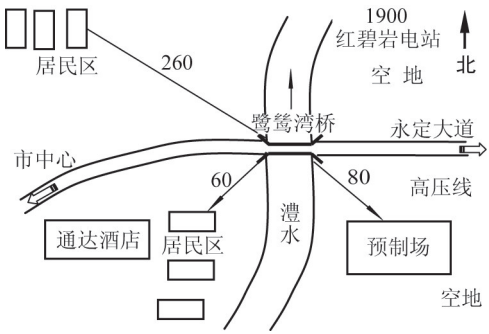 1900
红碧岩电站
居民区
260
空 地
北
鹭鸶湾桥
永定大道
市中心
60
80
高压线
通达酒店
居民区
澧水
预制场
空地